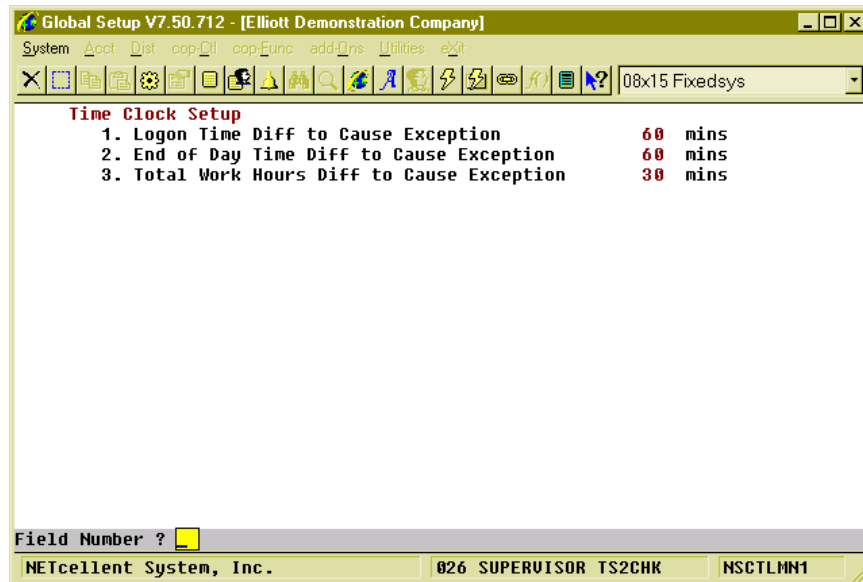 Global Setup V7.50.712 - [Elliott Demonstration Company]
System Acct Dist cop-Ctl cop-Func add-Ons Utilities eXit
08x15 Fixedsys
Time Clock Setup
1. Logon Time Diff to Cause Exception 60 mins
2. End of Day Time Diff to Cause Exception 60 mins
3. Total Work Hours Diff to Cause Exception 30 mins
Field Number ?
NETcellent System, Inc. 026 SUPERVISOR TS2CHK NSCTLMN1